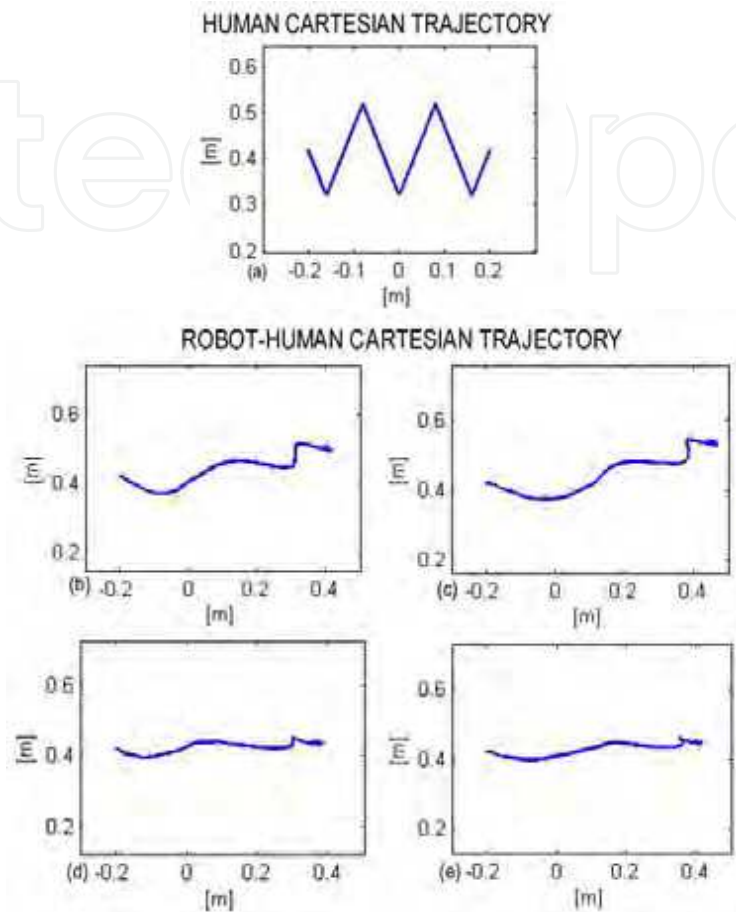 HUMAN CARTESIAN TRAJECTORY
0.6
0.5
0.4
0.3
0.2
[m]
(a) -0.2 -0.1 0 0.1 0.2
[m]
ROBOT-HUMAN CARTESIAN TRAJECTORY
0.6
0.4
0.2
[m]
(b) -0.2 0 0.2 0.4
[m]
0.6
0.4
0.2
[m]
(c) -0.2 0 0.2 0.4
[m]
0.6
0.4
0.2
[m]
(d) -0.2 0 0.2 0.4
[m]
0.6
0.4
0.2
[m]
(e) -0.2 0 0.2 0.4
[m]